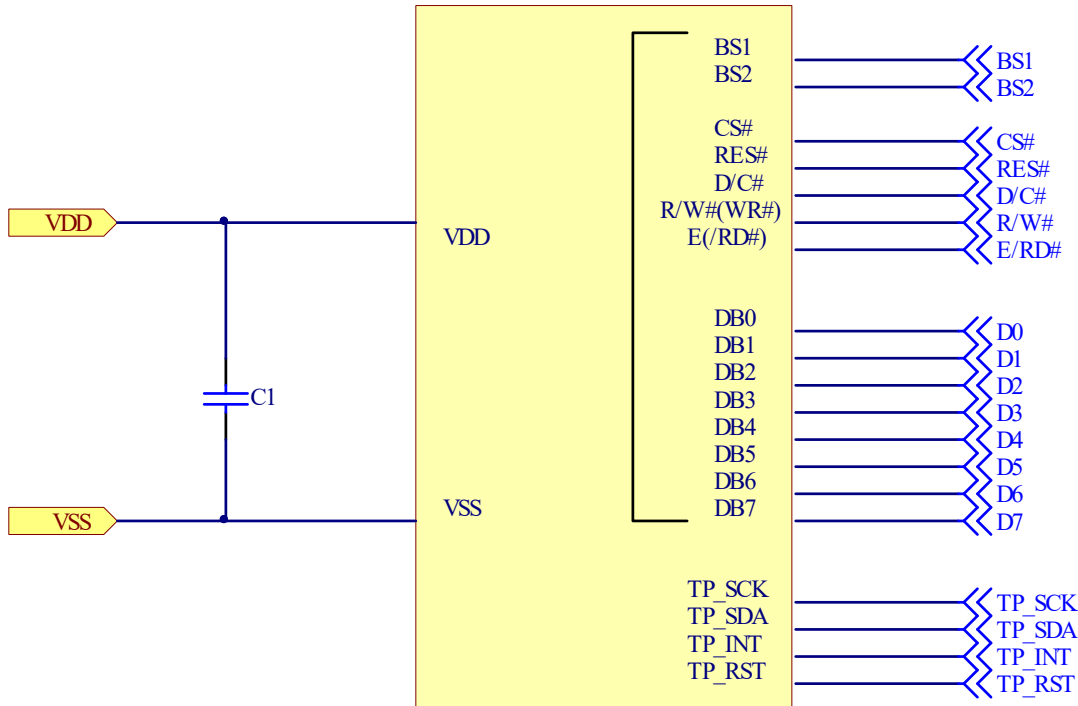 BS1
BS1
BS2
BS2
CS#
CS#
RES#
RES#
D/C#
D/C#
R/W#(WR#)
R/W#
VDD
VDD
E(/RD#)
E/RD#
DB0
D0
DB1
D1
DB2
D2
C1
DB3
D3
DB4
D4
DB5
D5
DB6
D6
VSS
VSS
DB7
D7
TP_SCK
TP_SCK
TP_SDA
TP_SDA
TP_INT
TP_INT
TP_RST
TP_RST